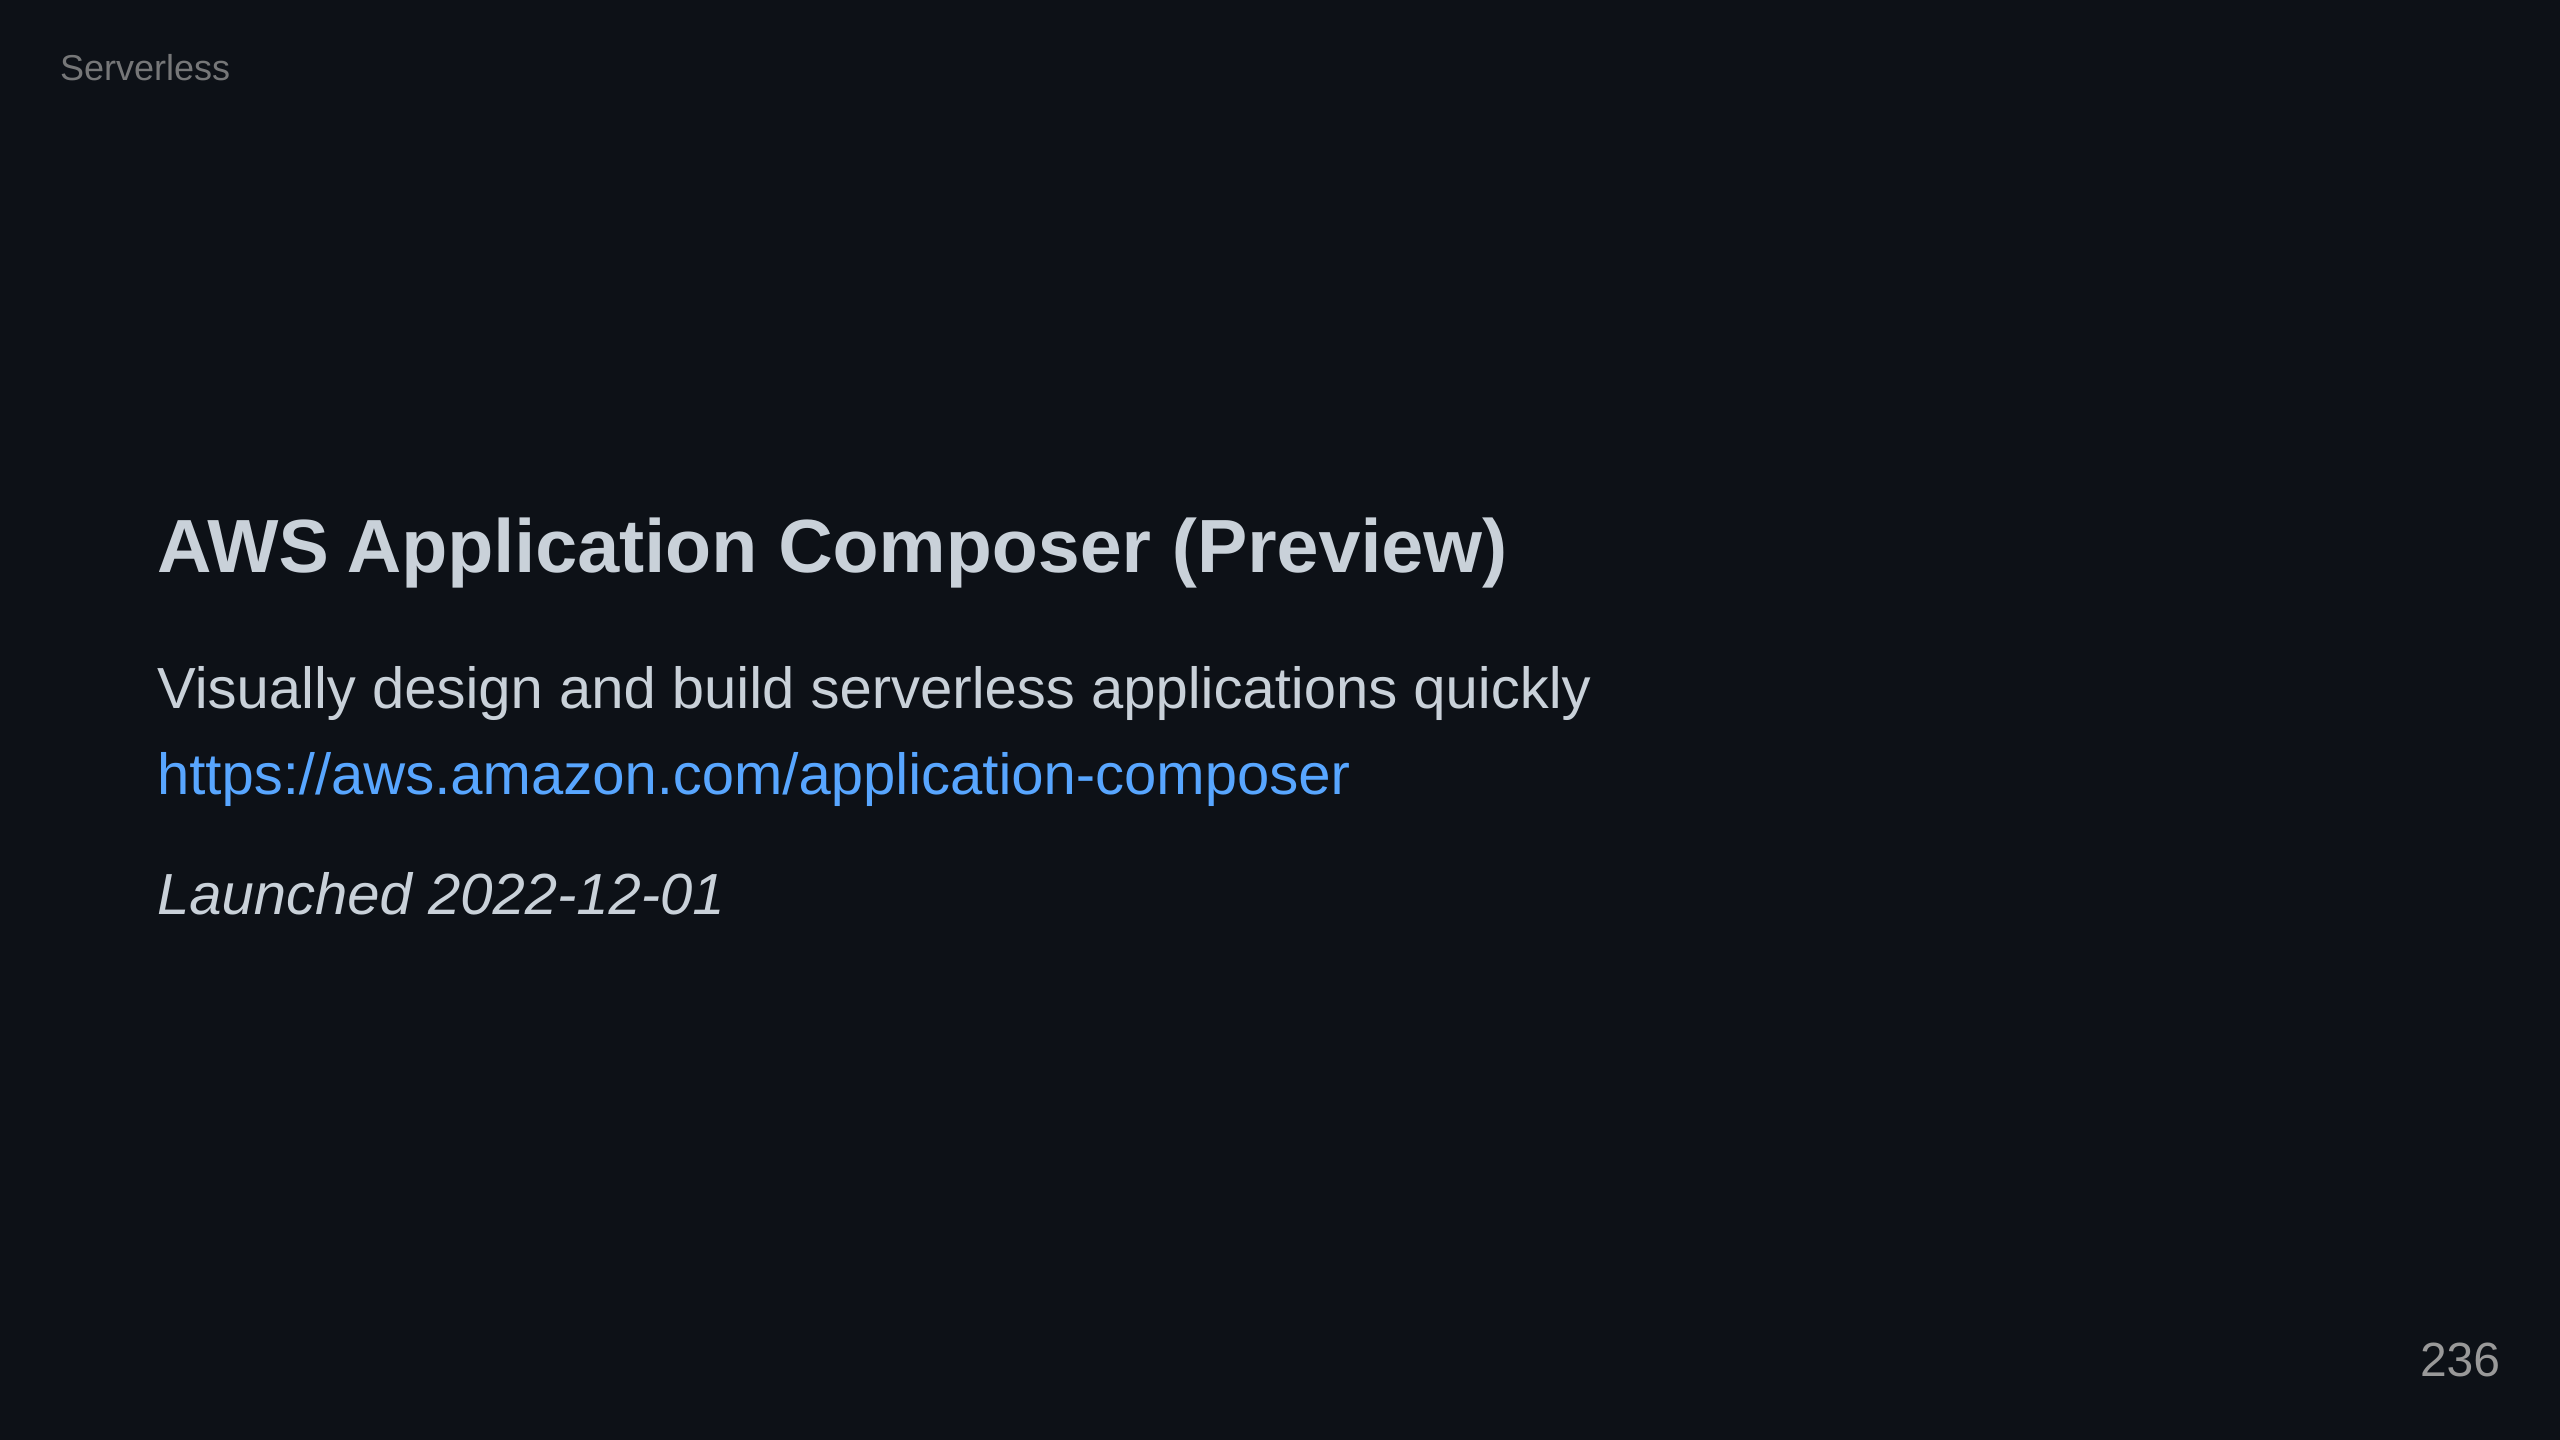 Serverless
AWS Application Composer (Preview)
Visually design and build serverless applications quickly
https://aws.amazon.com/application-composer
Launched 2022-12-01
236